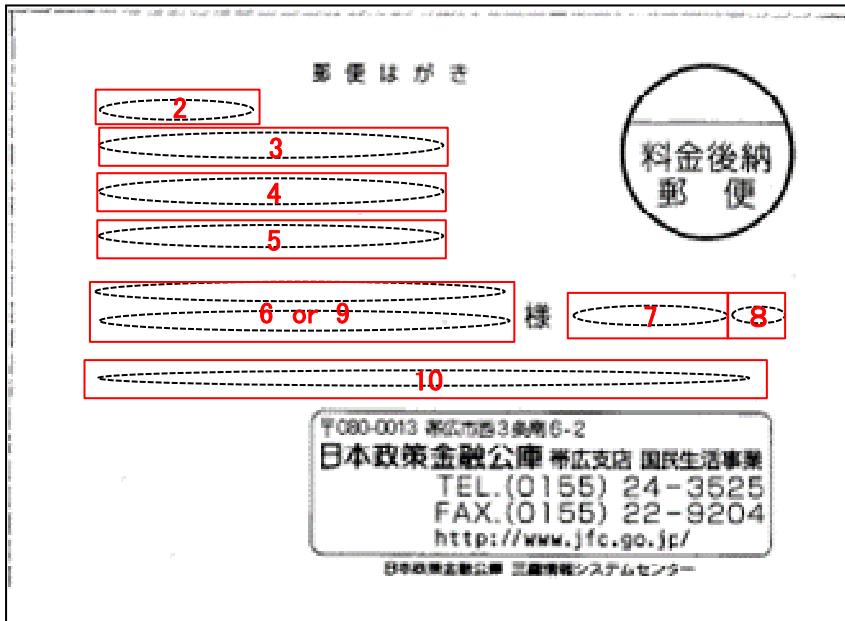 郵便はがき
2
3
料金後納
郵便
4
5
6 or 9 様 7 8
10
〒080-0013 帯広市西3条南6-2
日本政策金融公庫 帯広支店 国民生活事業
TEL.(0155) 24-3525
FAX.(0155) 22-9204
http://www.jfc.go.jp/
日本政策金融公庫 三鷹情報システムセンター